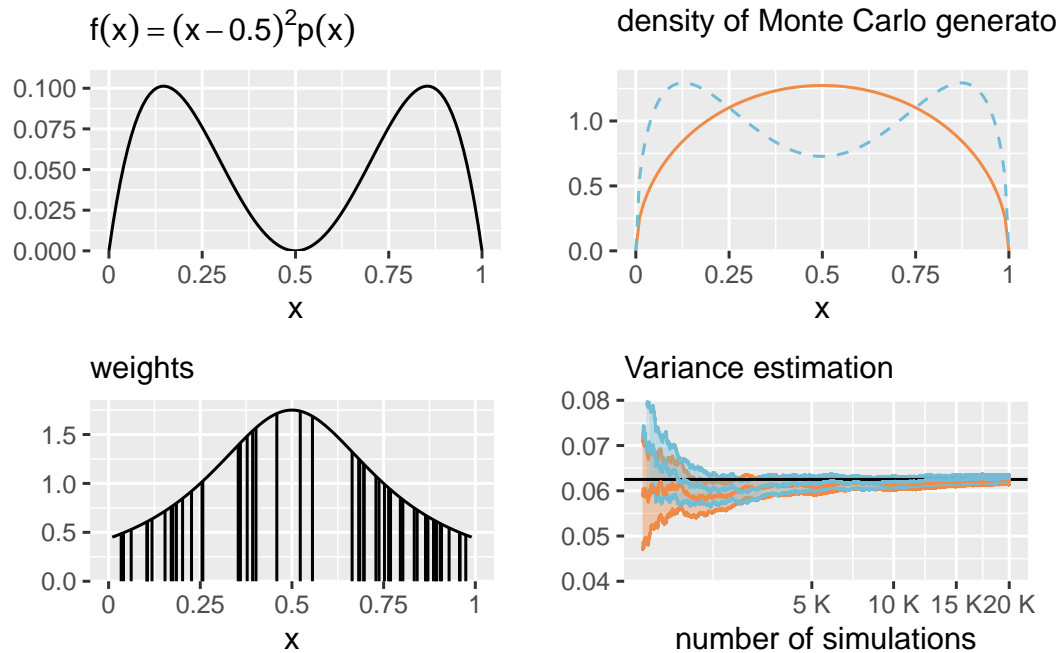 f(x) = (x − 0.5)²p(x)
0.100
0.075
0.050
0.025
0.000
0 0.25 0.5 0.75 1
x
density of Monte Carlo generato
1.0
0.5
0.0
0 0.25 0.5 0.75 1
x
weights
1.5
1.0
0.5
0.0
0 0.25 0.5 0.75 1
x
Variance estimation
0.08
0.07
0.06
0.05
0.04
5 K 10 K 15 K 20 K
number of simulations